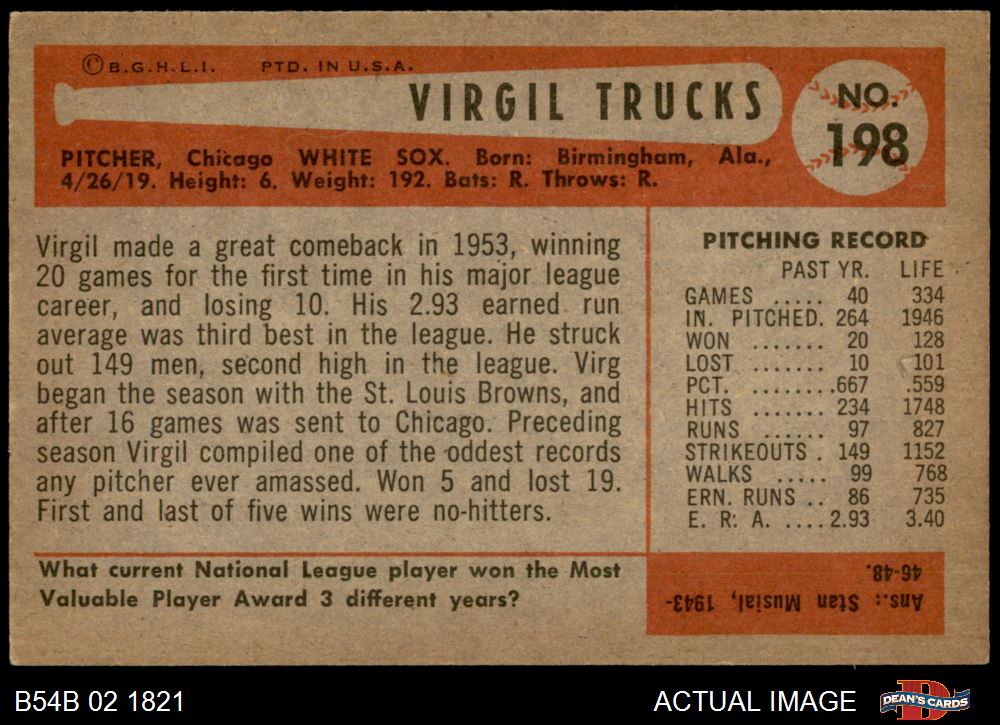 ©B.G.H.L.I. PTD. IN U.S.A.
VIRGIL TRUCKS
NO.
198
PITCHER, Chicago WHITE SOX. Born: Birmingham, Ala.,
4/26/19. Height: 6. Weight: 192. Bats: R. Throws: R.
Virgil made a great comeback in 1953, winning
20 games for the first time in his major league
career, and losing 10. His 2.93 earned run
average was third best in the league. He struck
out 149 men, second high in the league. Virg
began the season with the St. Louis Browns, and
after 16 games was sent to Chicago. Preceding
season Virgil compiled one of the oddest records
any pitcher ever amassed. Won 5 and lost 19.
First and last of five wins were no-hitters.
PITCHING RECORD
PAST YR. LIFE
GAMES ..... 40 334
IN. PITCHED. 264 1946
WON ....... 20 128
LOST ....... 10 101
PCT. ....... .667 .559
HITS ....... 234 1748
RUNS ...... 97 827
STRIKEOUTS . 149 1152
WALKS ..... 99 768
ERN. RUNS .. 86 735
E. R. A. .... 2.93 3.40
What current National League player won the Most
Valuable Player Award 3 different years?
Ans.: Stan Musial, 1943-
46-48.
B54B 02 1821
ACTUAL IMAGE
DEAN'S CARDS